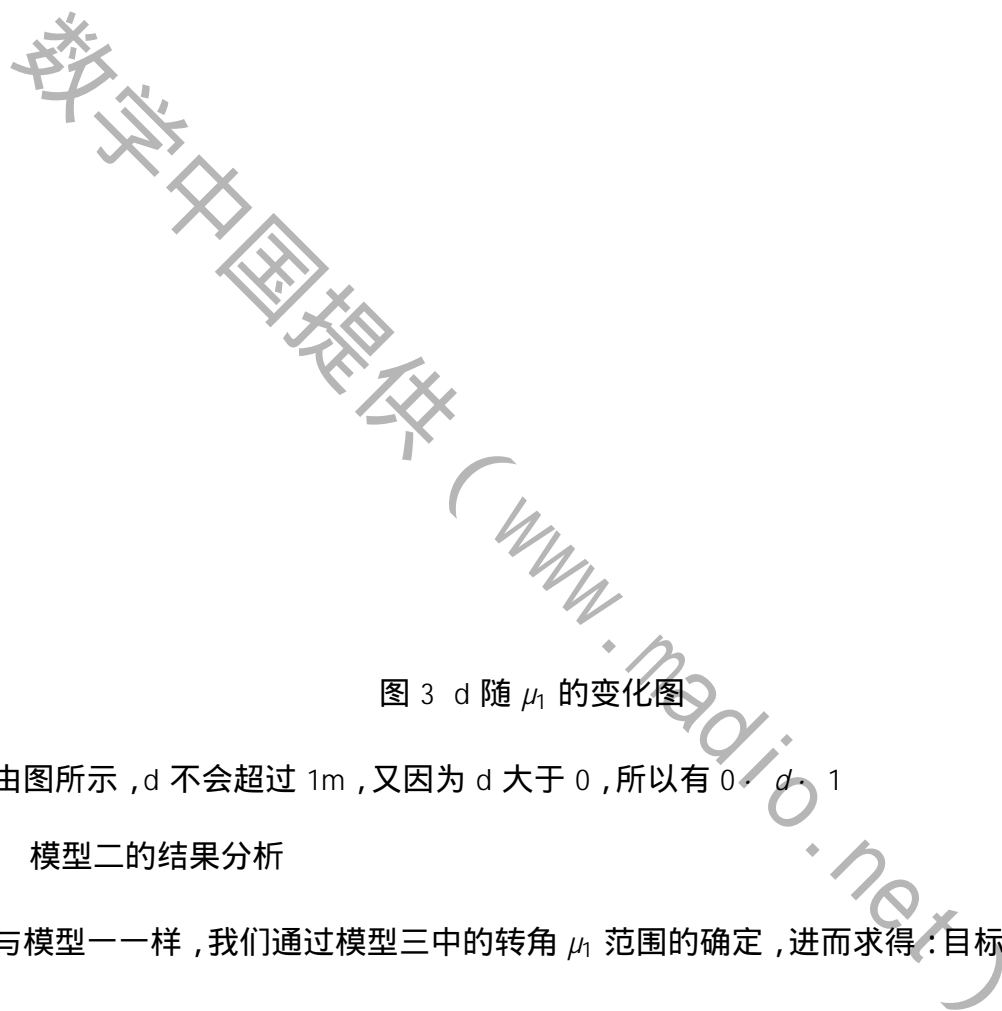 数学中国提供（www.madio.net）
图 3 d 随 μ₁ 的变化图
由图所示，d 不会超过 1m，又因为 d 大于 0，所以有 0· d· 1
模型二的结果分析
与模型一一样，我们通过模型三中的转角 μ₁ 范围的确定，进而求得：目标